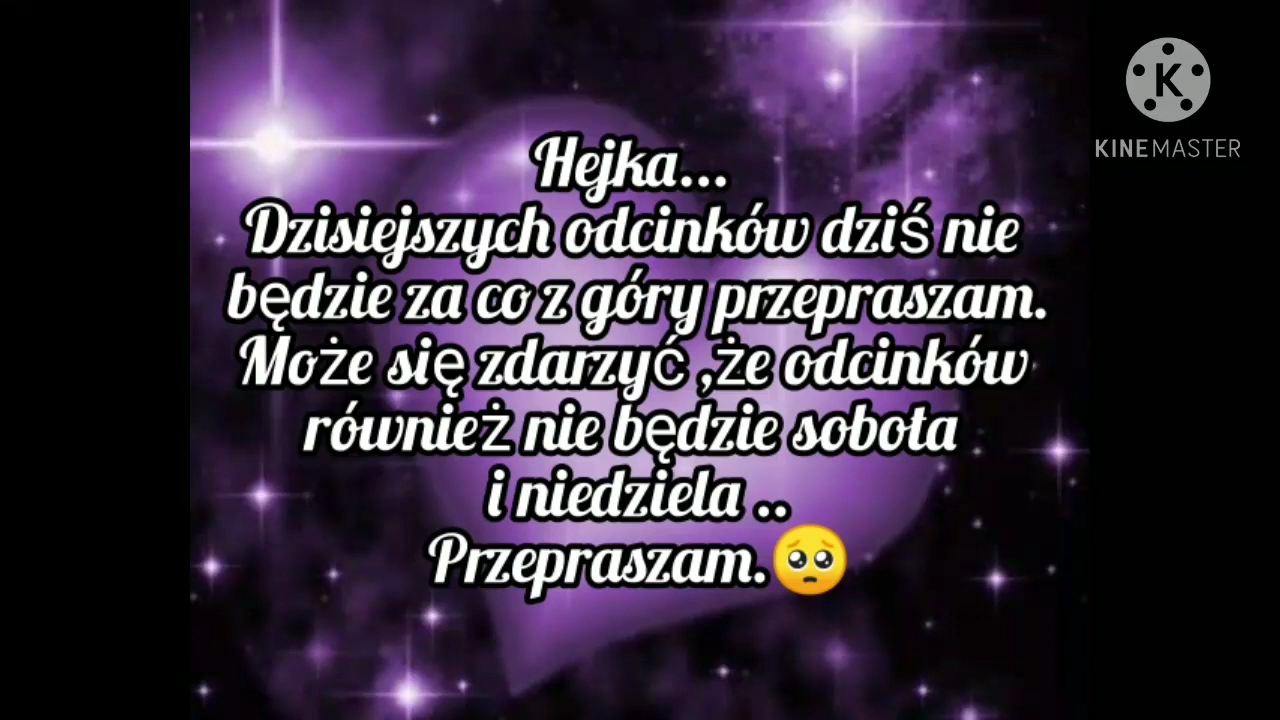 Hejka...
Dzisiejszych odcinków dziś nie
będzie za co z góry przepraszam.
Może się zdarzyć ,że odcinków
również nie będzie sobota
i niedziela ..
Przepraszam.🥺
K
KINEMASTER